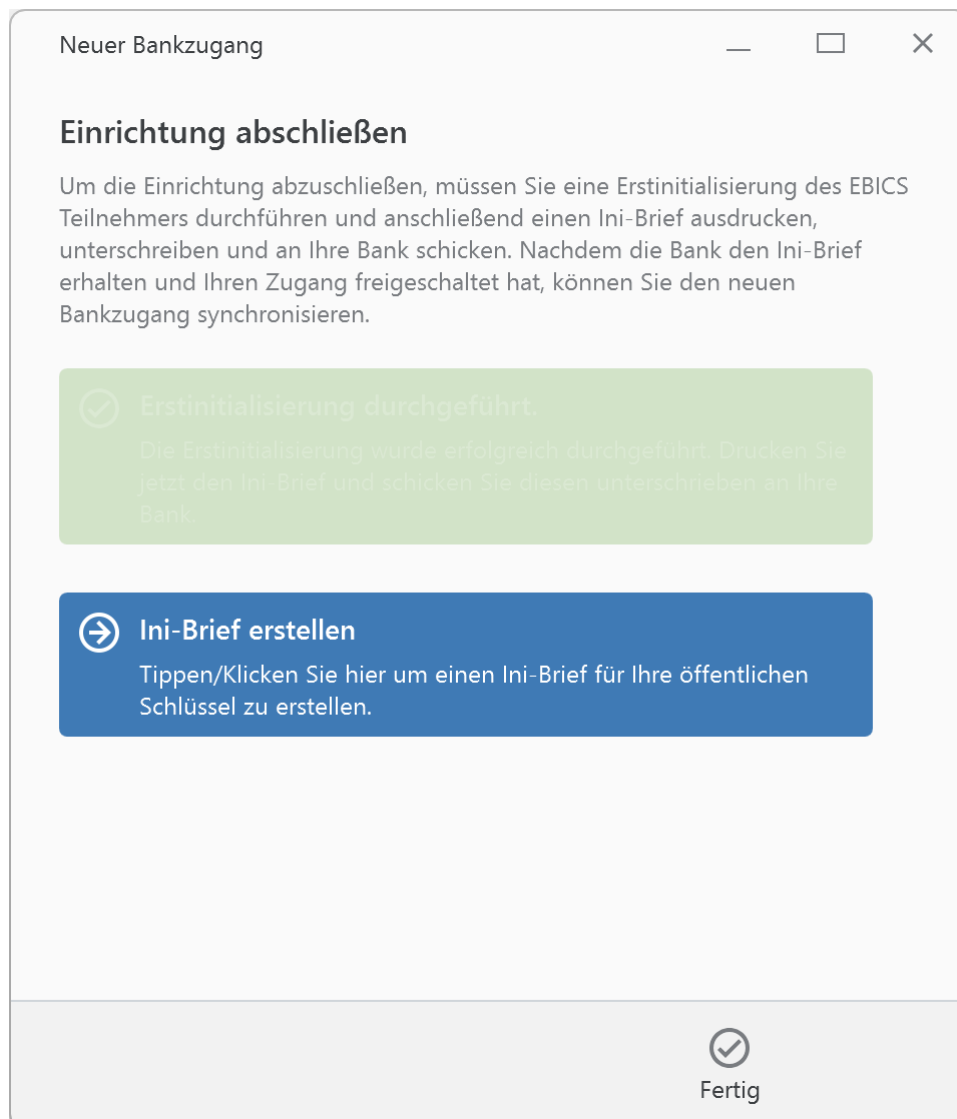 Neuer Bankzugang
Einrichtung abschließen
Um die Einrichtung abzuschließen, müssen Sie eine Erstinitialisierung des EBICS
Teilnehmers durchführen und anschließend einen Ini-Brief ausdrucken,
unterschreiben und an Ihre Bank schicken. Nachdem die Bank den Ini-Brief
erhalten und Ihren Zugang freigeschaltet hat, können Sie den neuen
Bankzugang synchronisieren.
Erstinitialisierung durchgeführt.
Die Erstinitialisierung wurde erfolgreich durchgeführt. Drucken Sie
jetzt den Ini-Brief und schicken Sie diesen unterschrieben an Ihre
Bank.
Ini-Brief erstellen
Tippen/Klicken Sie hier um einen Ini-Brief für Ihre öffentlichen
Schlüssel zu erstellen.
Fertig